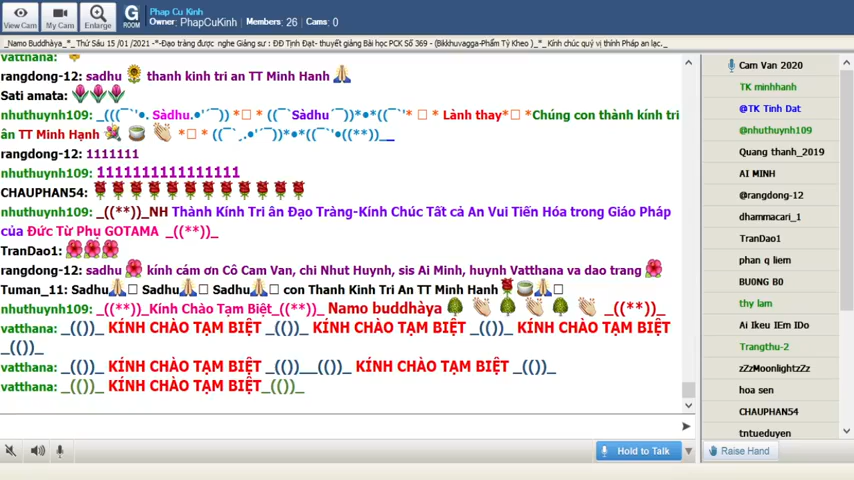 Phap Cu Kinh
Owner: PhapCuKinh | Members: 26 | Cams: 0
View Cam
My Cam
Enlarge
G
ROOM
_Namo Buddhàya_*_ Thứ Sáu 15 /01 /2021 -*-Đạo tràng được nghe Giảng sư : ĐĐ Tịnh Đạt- thuyết giảng Bài học PCK Số 369 - (Bikkhuvagga-Phẩm Tỳ Kheo )_*_Kính chúc quý vị thính Pháp an lạc._
vatthana:
rangdong-12: sadhu 🌻 thanh kinh tri an TT Minh Hanh 🙏
Sati amata: 🌷🌷🌷
nhuthuynh109: _(((¯`'•. Sàdhu.•'´¯)) *□ * ((¯`Sàdhu´¯))*•*((¯`'* □ * Lành thay*□ *Chúng con thành kính tri
ân TT Minh Hạnh 💐 🍵 👏 *□ * ((¯`¸.•'´¯))*•*((¯`'•((**))_ _
rangdong-12: 1111111
nhuthuynh109: 1111111111111111
CHAUPHAN54: 🌹🌹🌹🌹🌹🌹🌹🌹🌹🌹🌹🌹
nhuthuynh109: _((**))_NH Thành Kính Tri ân Đạo Tràng-Kính Chúc Tất cả An Vui Tiến Hóa trong Giáo Pháp
của Đức Từ Phụ GOTAMA _((**))_
TranDao1: 🌺🌺🌺
rangdong-12: sadhu 🌺 kính cám ơn Cô Cam Van, chi Nhut Huynh, sis Ai Minh, huynh Vatthana va dao trang 🌺
Tuman_11: Sadhu🙏□ Sadhu🙏□ Sadhu🙏□ con Thanh Kinh Tri An TT Minh Hanh🌹🍵🙏□
nhuthuynh109: _((**))_Kính Chào Tạm Biệt_((**))_ Namo buddhàya 🌳 👏 🌳 👏 🌳 👏 _((**))_
vatthana: _(())_ KÍNH CHÀO TẠM BIỆT _(())_ KÍNH CHÀO TẠM BIỆT _(())_ KÍNH CHÀO TẠM BIỆT
_(())_
vatthana: _(())_ KÍNH CHÀO TẠM BIỆT _(())__(())_ KÍNH CHÀO TẠM BIỆT _(())_
vatthana: _(())_ KÍNH CHÀO TẠM BIỆT_(())_
Hold to Talk
Cam Van 2020
TK minhhanh
@TK Tinh Dat
@nhuthuynh109
Quang thanh_2019
AI MINH
@rangdong-12
dhammacari_1
TranDao1
phan q liem
BU0NG B0
thy lam
Ai Ikeu IEm IDo
Trangthu-2
zZzMoonlightzZz
hoa sen
CHAUPHAN54
tntueduyen
Raise Hand